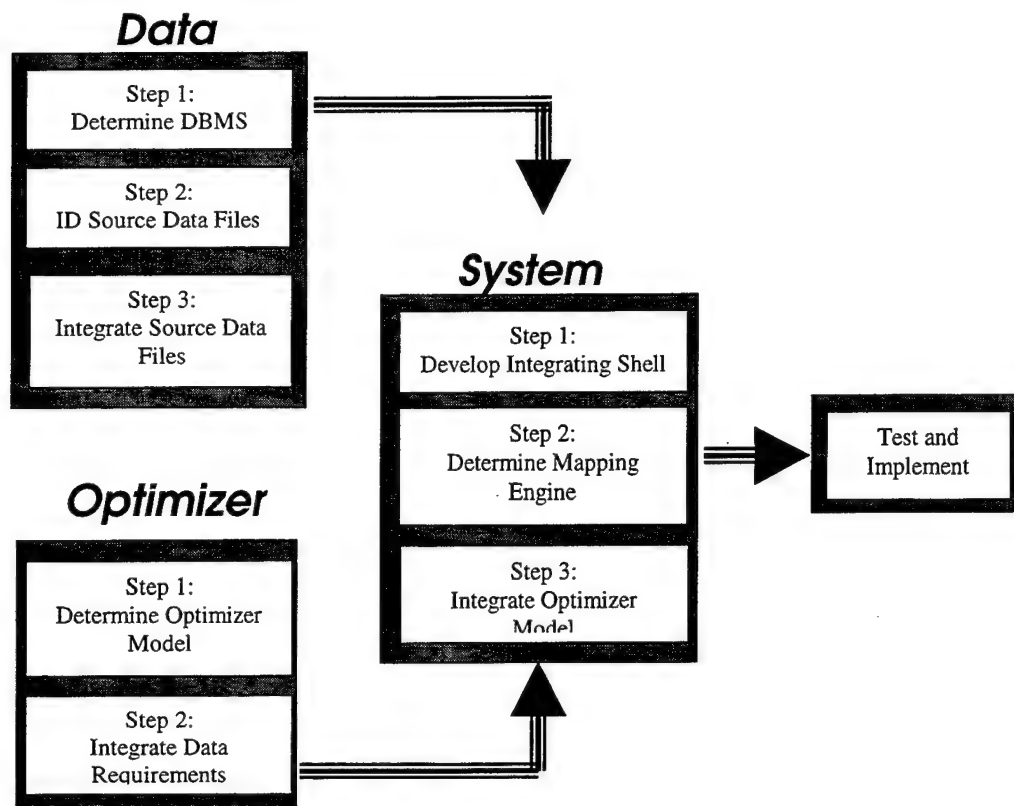 Data
Step 1:
Determine DBMS
Step 2:
ID Source Data Files
Step 3:
Integrate Source Data
Files
Optimizer
Step 1:
Determine Optimizer
Model
Step 2:
Integrate Data
Requirements
System
Step 1:
Develop Integrating Shell
Step 2:
Determine Mapping
Engine
Step 3:
Integrate Optimizer
Model
Test and
Implement